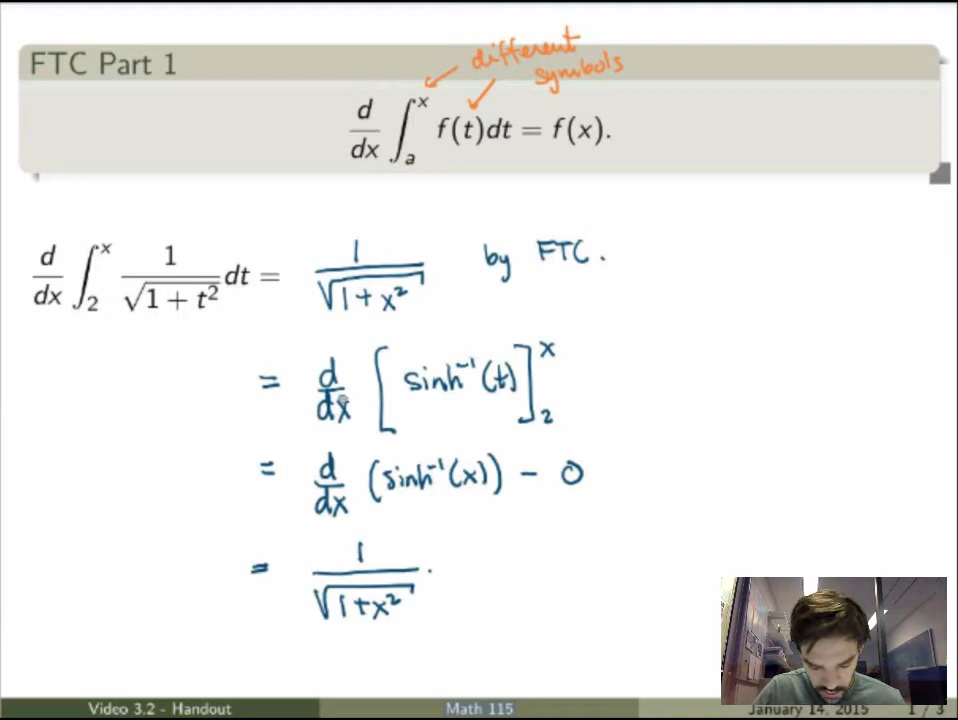 different
symbols
FTC Part 1
d/dx ∫_a^x f(t)dt = f(x).
d/dx ∫_2^x 1/√(1 + t²) dt = 1/√(1+x²) by FTC.
= d/dx [sinh⁻¹(t)]_2^x
= d/dx (sinh⁻¹(x)) − 0
= 1/√(1+x²).
Video 3.2 - Handout Math 115 January 14, 2015 1 / 3